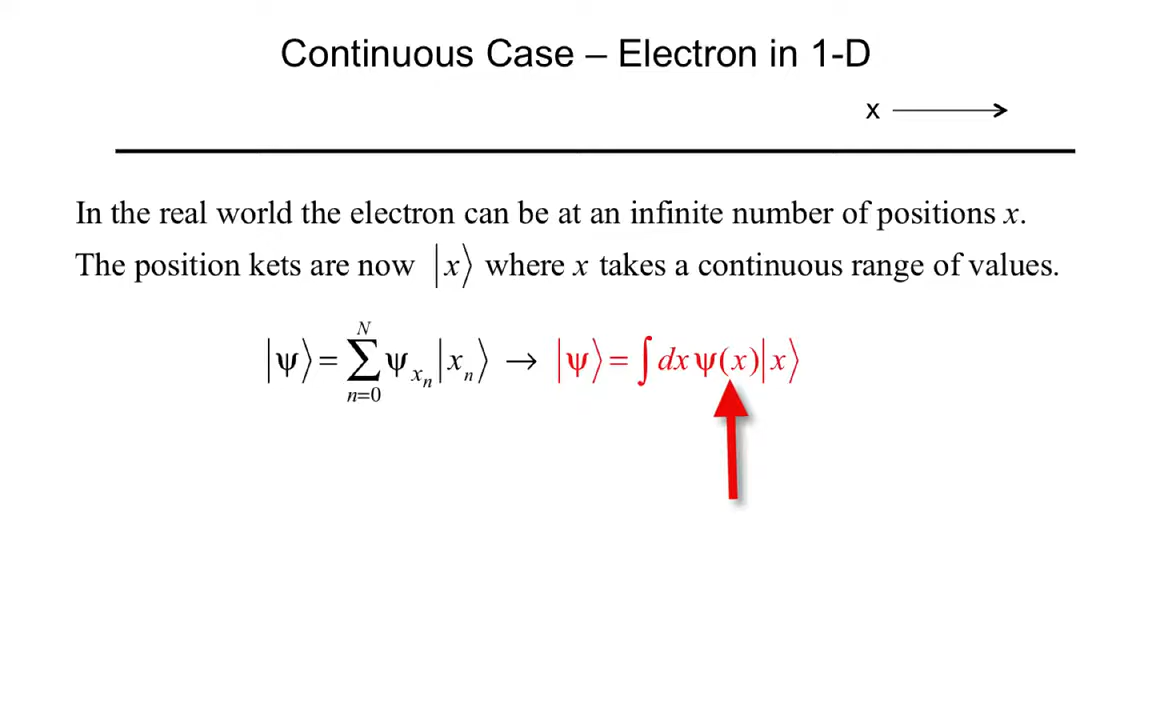 Continuous Case – Electron in 1-D
x
In the real world the electron can be at an infinite number of positions x.
The position kets are now |x⟩ where x takes a continuous range of values.
|ψ⟩ = ∑_{n=0}^{N} ψ_{x_n} |x_n⟩ → |ψ⟩ = ∫ dx ψ(x)|x⟩